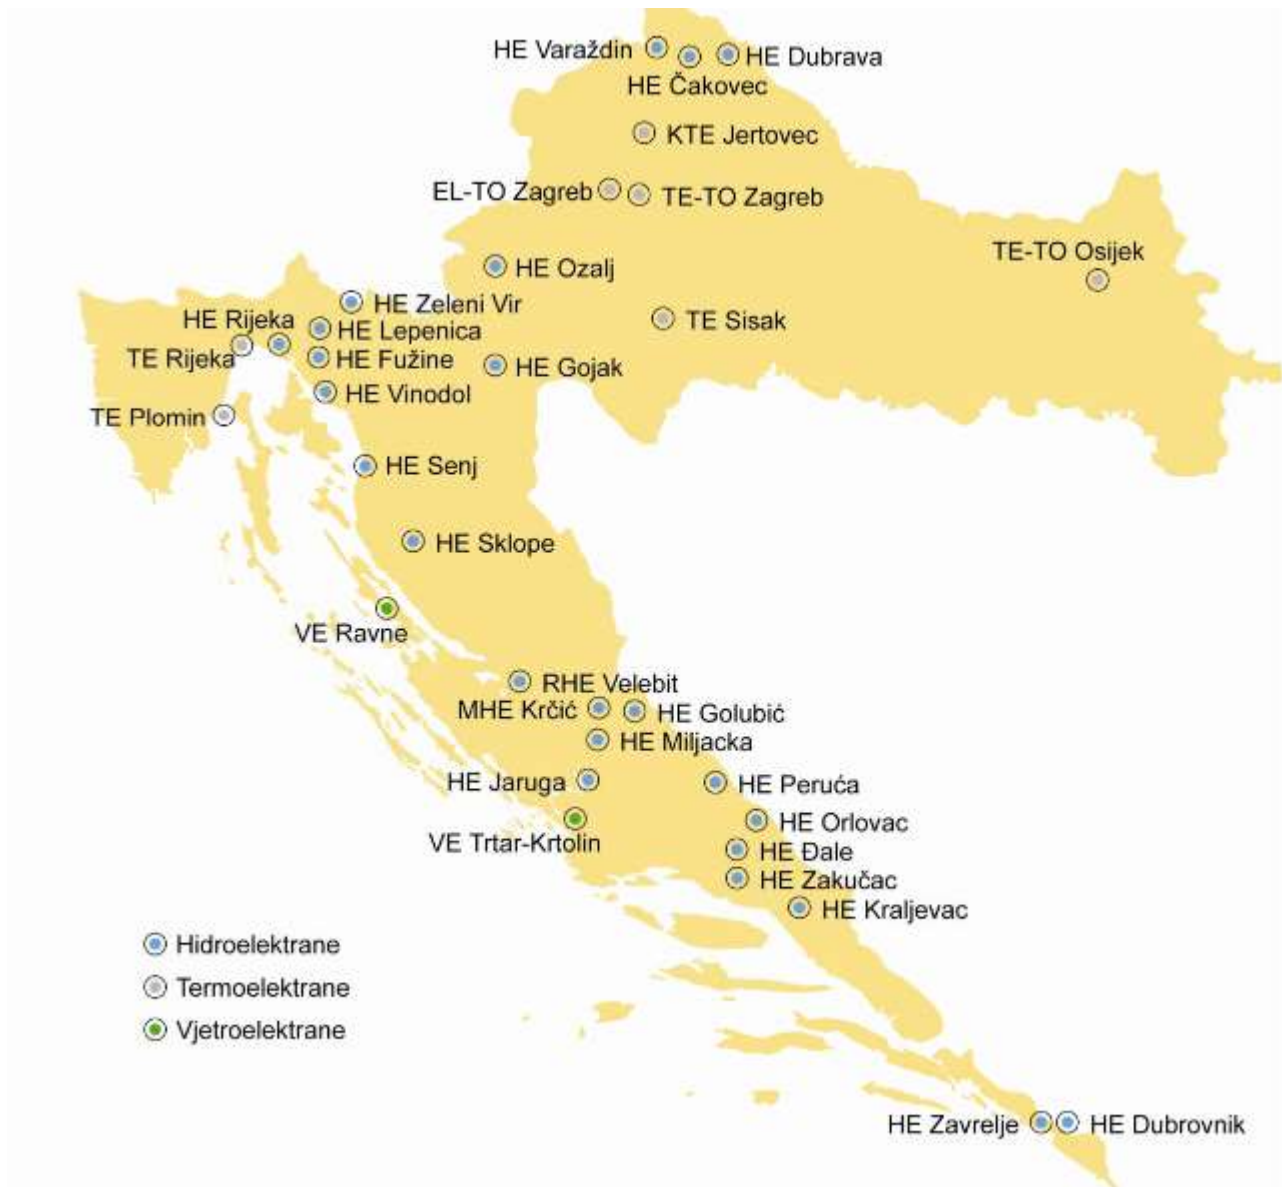 HE Varaždin
HE Dubrava
HE Čakovec
KTE Jertovec
EL-TO Zagreb
TE-TO Zagreb
TE-TO Osijek
HE Ozalj
HE Zeleni Vir
HE Rijeka
HE Lepenica
TE Sisak
TE Rijeka
HE Fužine
HE Gojak
HE Vinodol
TE Plomin
HE Senj
HE Sklope
VE Ravne
RHE Velebit
MHE Krčić
HE Golubić
HE Miljacka
HE Jaruga
HE Peruća
HE Orlovac
VE Trtar-Krtolin
HE Đale
HE Zakučac
HE Kraljevac
Hidroelektrane
Termoelektrane
Vjetroelektrane
HE Zavrelje
HE Dubrovnik